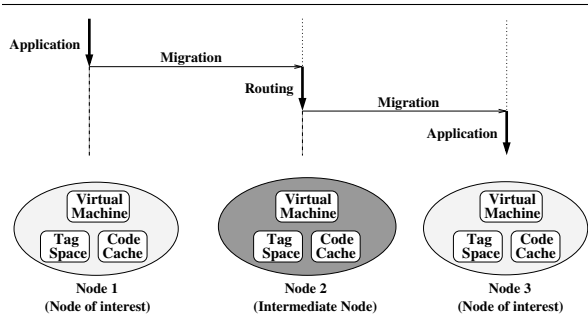 Application
Migration
Routing
Migration
Application
Virtual
Machine
Tag
Space
Code
Cache
Virtual
Machine
Tag
Space
Code
Cache
Virtual
Machine
Tag
Space
Code
Cache
Node 1
(Node of interest)
Node 2
(Intermediate Node)
Node 3
(Node of interest)